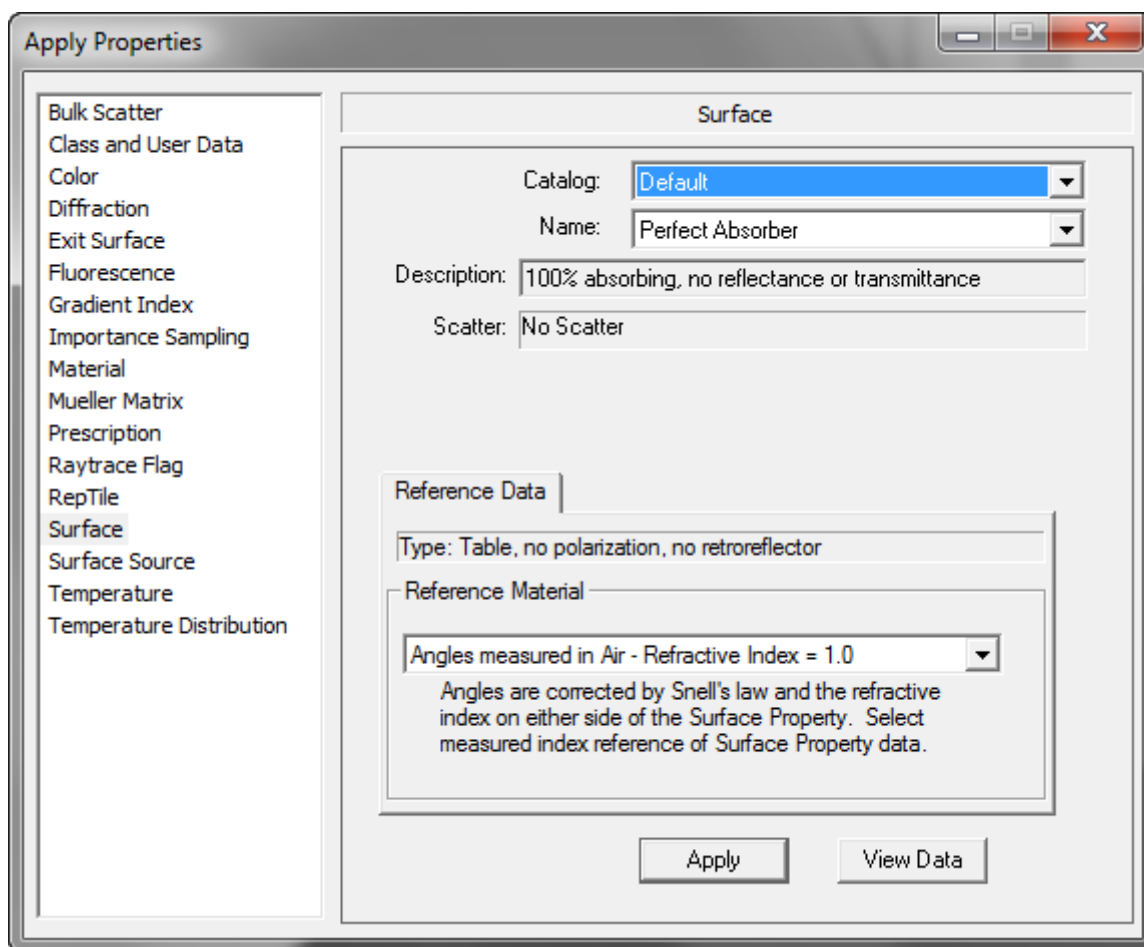 Apply Properties
Bulk Scatter
Class and User Data
Color
Diffraction
Exit Surface
Fluorescence
Gradient Index
Importance Sampling
Material
Mueller Matrix
Prescription
Raytrace Flag
RepTile
Surface
Surface Source
Temperature
Temperature Distribution
Surface
Catalog: Default
Name: Perfect Absorber
Description: 100% absorbing, no reflectance or transmittance
Scatter: No Scatter
Reference Data
Type: Table, no polarization, no retroreflector
Reference Material
Angles measured in Air - Refractive Index = 1.0
Angles are corrected by Snell's law and the refractive
index on either side of the Surface Property. Select
measured index reference of Surface Property data.
Apply View Data